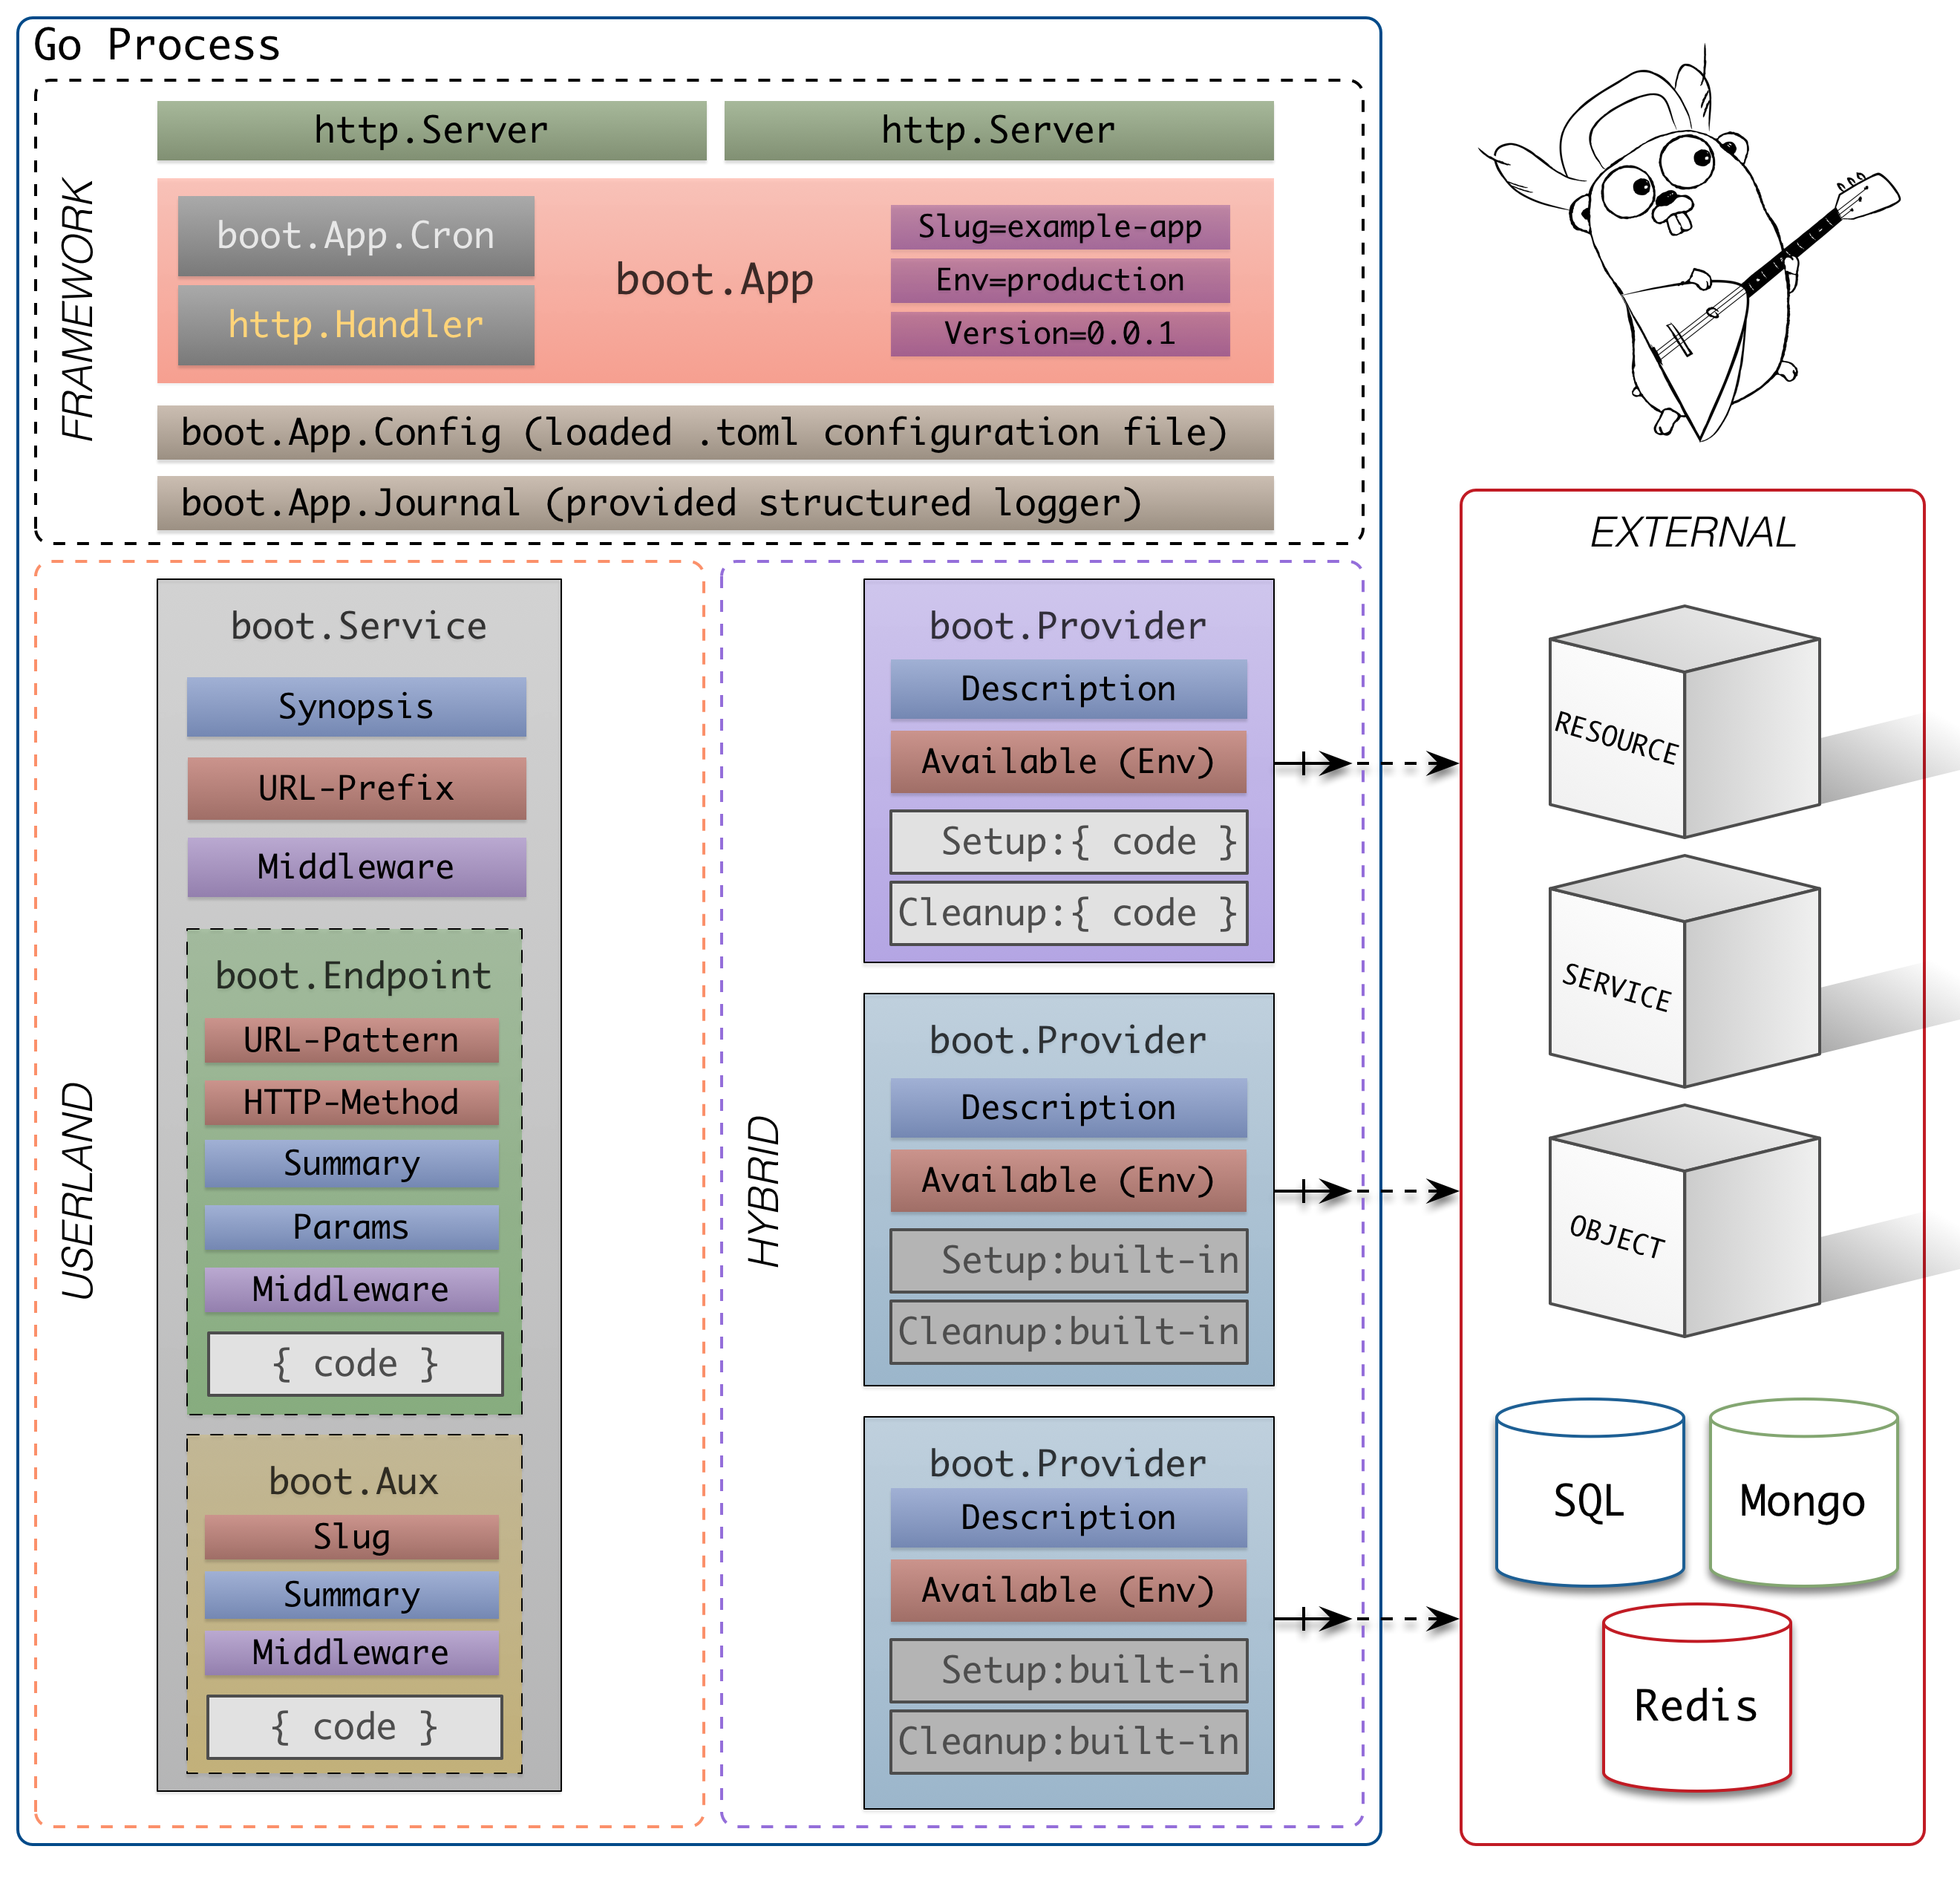 Go Process
FRAMEWORK
http.Server
http.Server
boot.App.Cron
http.Handler
boot.App
Slug=example-app
Env=production
Version=0.0.1
boot.App.Config (loaded .toml configuration file)
boot.App.Journal (provided structured logger)
USERLAND
boot.Service
Synopsis
URL-Prefix
Middleware
boot.Endpoint
URL-Pattern
HTTP-Method
Summary
Params
Middleware
{ code }
boot.Aux
Slug
Summary
Middleware
{ code }
HYBRID
boot.Provider
Description
Available (Env)
Setup:{ code }
Cleanup:{ code }
boot.Provider
Description
Available (Env)
Setup:built-in
Cleanup:built-in
boot.Provider
Description
Available (Env)
Setup:built-in
Cleanup:built-in
EXTERNAL
RESOURCE
SERVICE
OBJECT
SQL
Mongo
Redis